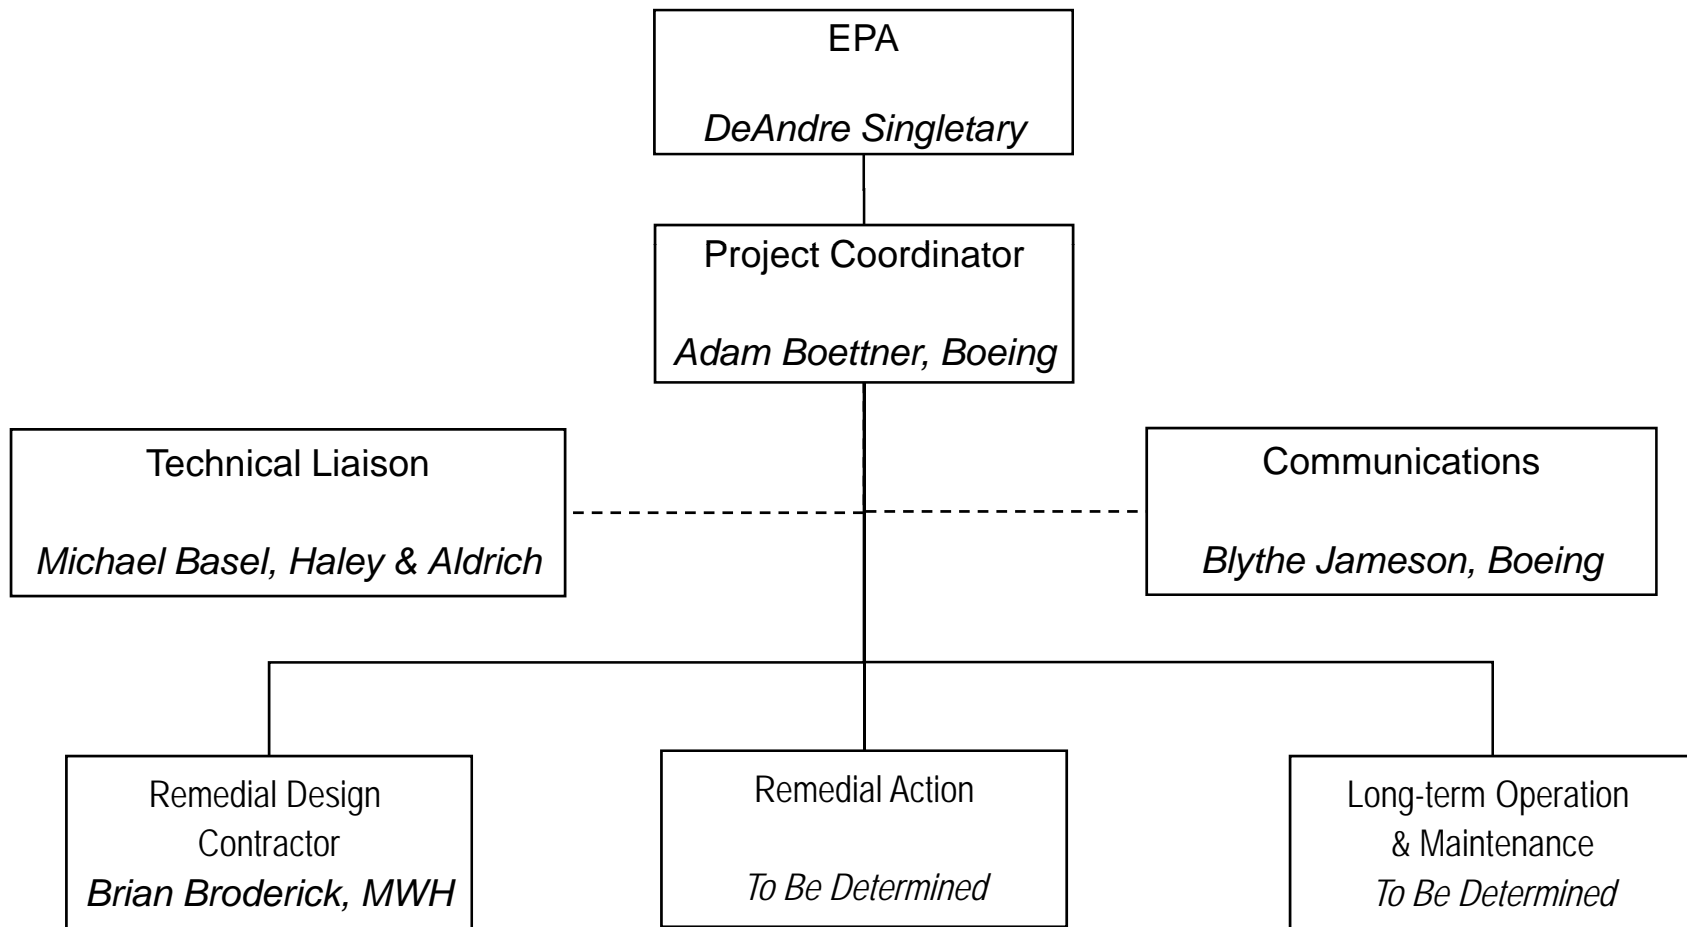 EPA
DeAndre Singletary
Project Coordinator
Adam Boettner, Boeing
Technical Liaison
Michael Basel, Haley & Aldrich
Communications
Blythe Jameson, Boeing
Remedial Design
Contractor
Brian Broderick, MWH
Remedial Action
To Be Determined
Long-term Operation
& Maintenance
To Be Determined